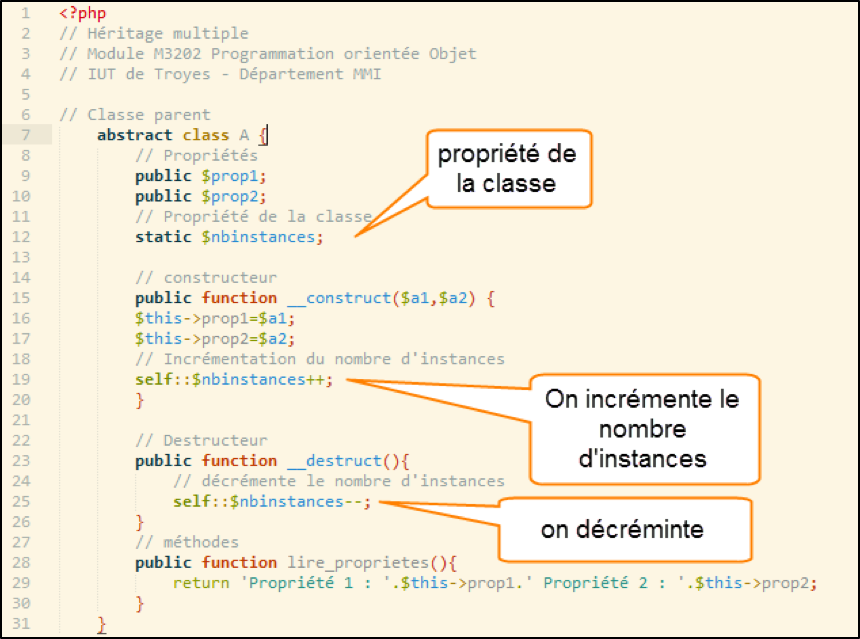 1 <?php
2 // Héritage multiple
3 // Module M3202 Programmation orientée Objet
4 // IUT de Troyes - Département MMI
5
6 // Classe parent
7 abstract class A {
8 // Propriétés
9 public $prop1;
10 public $prop2;
11 // Propriété de la classe
12 static $nbinstances;
13
14 // constructeur
15 public function __construct($a1,$a2) {
16 $this->prop1=$a1;
17 $this->prop2=$a2;
18 // Incrémentation du nombre d'instances
19 self::$nbinstances++;
20 }
21
22 // Destructeur
23 public function __destruct(){
24 // décrémente le nombre d'instances
25 self::$nbinstances--;
26 }
27 // méthodes
28 public function lire_proprietes(){
29 return 'Propriété 1 : '.$this->prop1.' Propriété 2 : '.$this->prop2;
30 }
31 }
propriété de
la classe
On incrémente le
nombre
d'instances
on décréminte